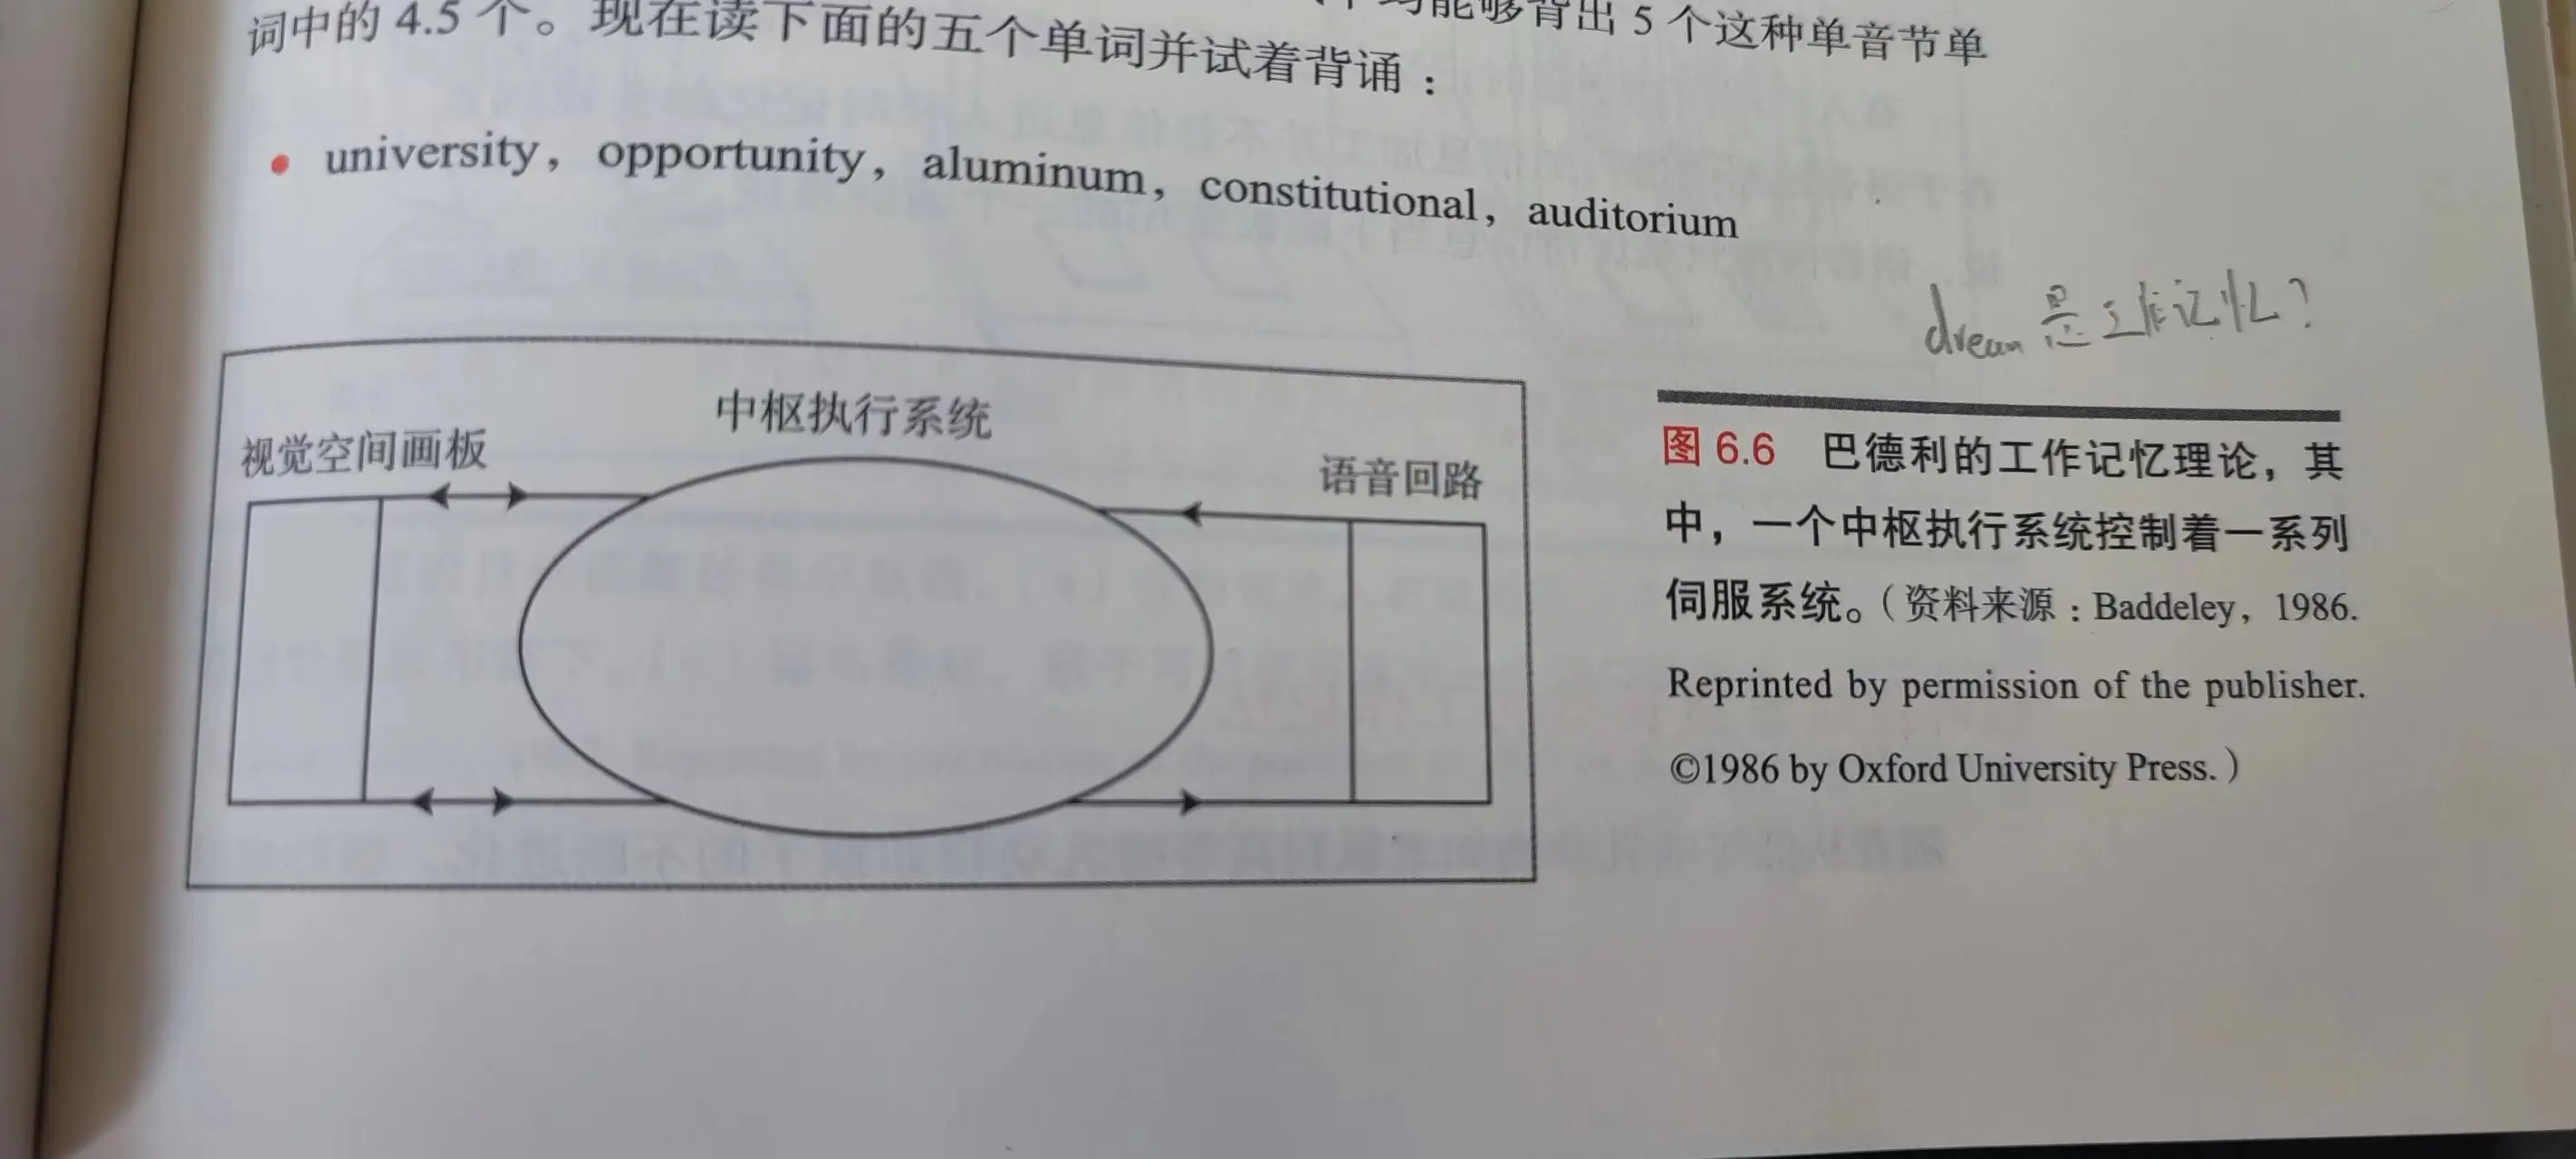 能够背出 5 个这种单音节单
词中的 4.5 个。现在读下面的五个单词并试着背诵：
• university， opportunity， aluminum， constitutional， auditorium
dream 是工作记忆？
中枢执行系统
视觉空间画板
语音回路
图 6.6 巴德利的工作记忆理论，其
中，一个中枢执行系统控制着一系列
伺服系统。（资料来源：Baddeley，1986.
Reprinted by permission of the publisher.
©1986 by Oxford University Press.）